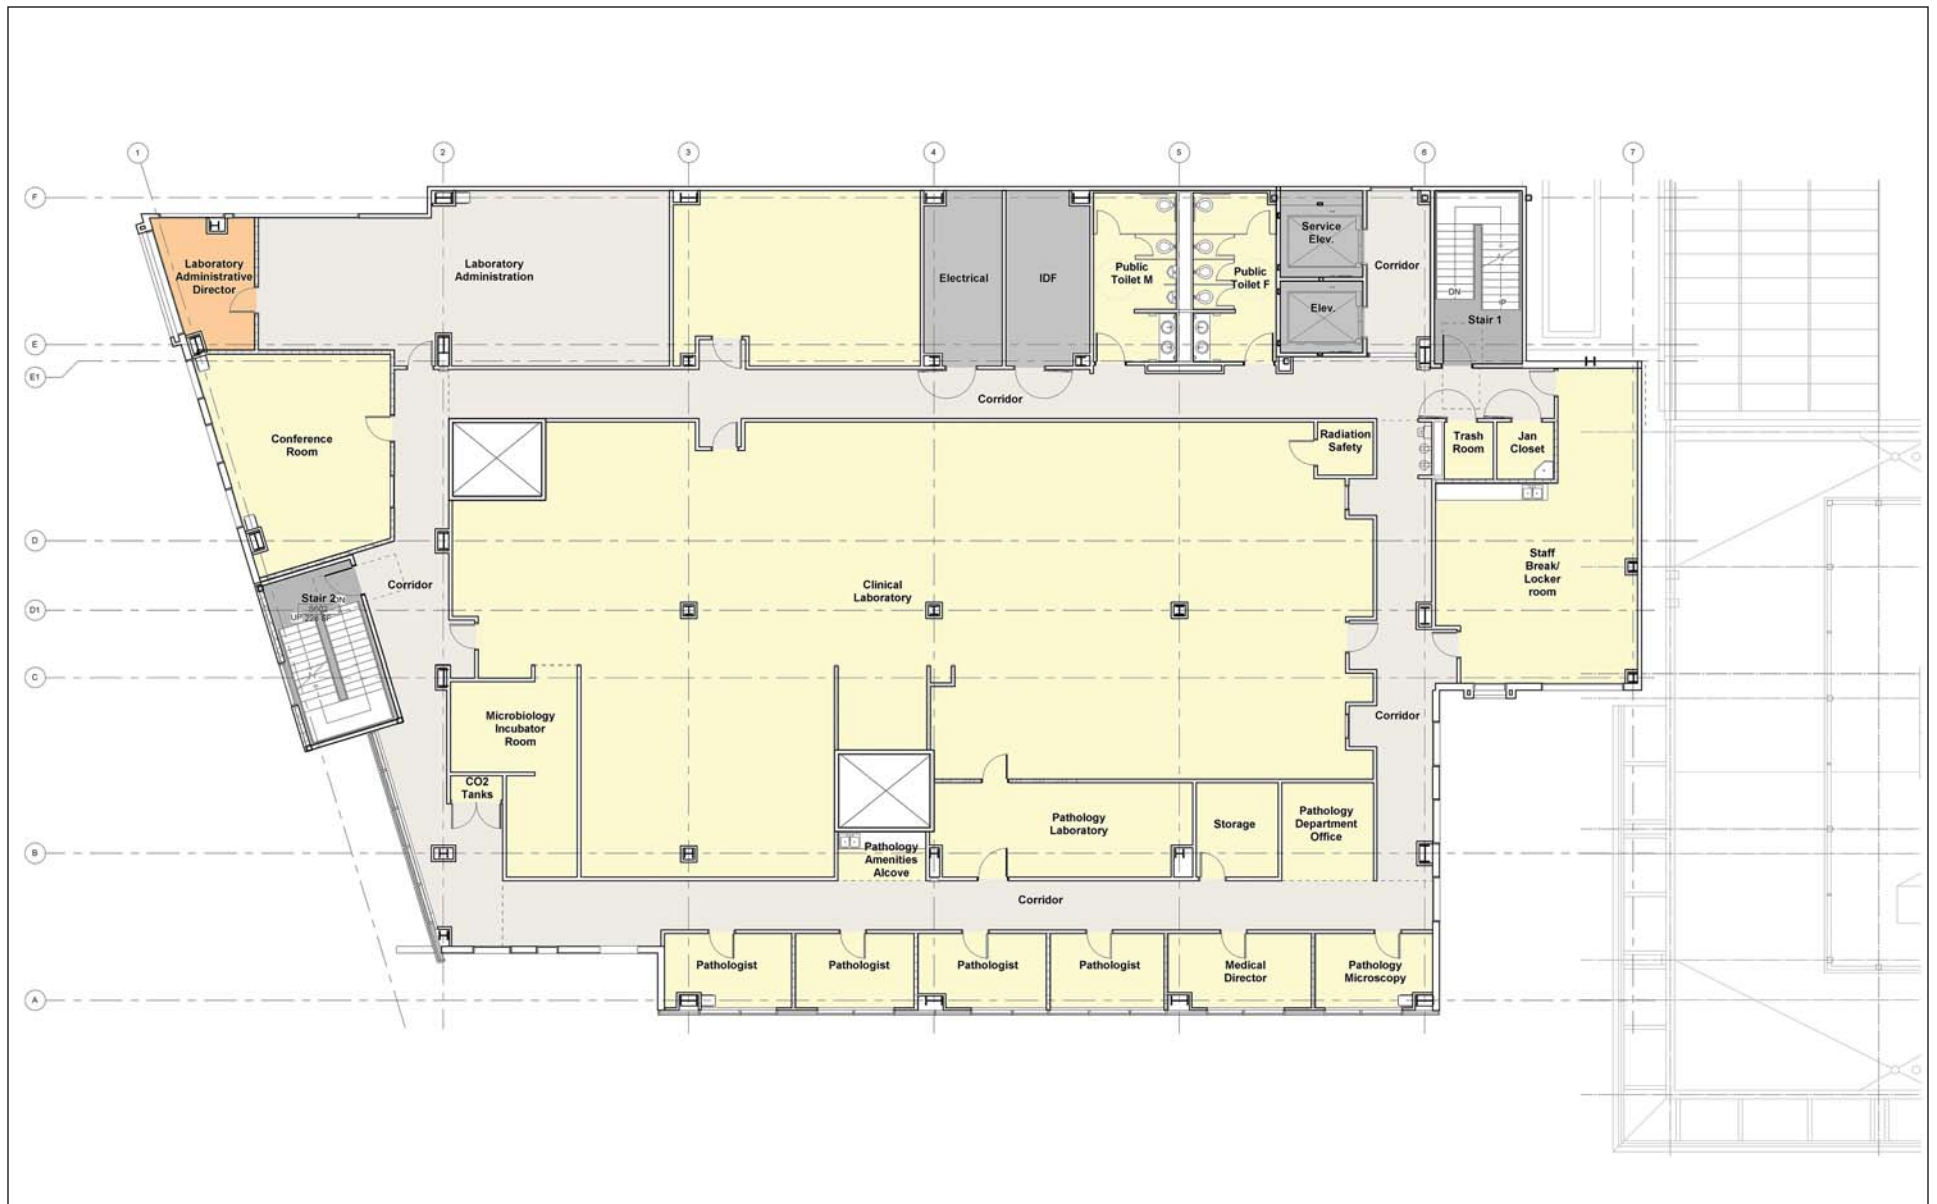 1
2
3
4
5
6
7
F
E
E1
D
D1
C
B
A
Laboratory
Administrative
Director
Laboratory
Administration
Electrical
IDF
Public
Toilet M
Public
Toilet F
Service
Elev.
Elev.
Corridor
DN
Stair 1
Corridor
Conference
Room
Radiation
Safety
Trash
Room
Jan
Closet
Staff
Break/
Locker
room
Corridor
Clinical
Laboratory
Stair 2
DN
UP
Microbiology
Incubator
Room
CO2
Tanks
Corridor
Pathology
Laboratory
Storage
Pathology
Department
Office
Pathology
Amenities
Alcove
Corridor
Pathologist
Pathologist
Pathologist
Pathologist
Medical
Director
Pathology
Microscopy